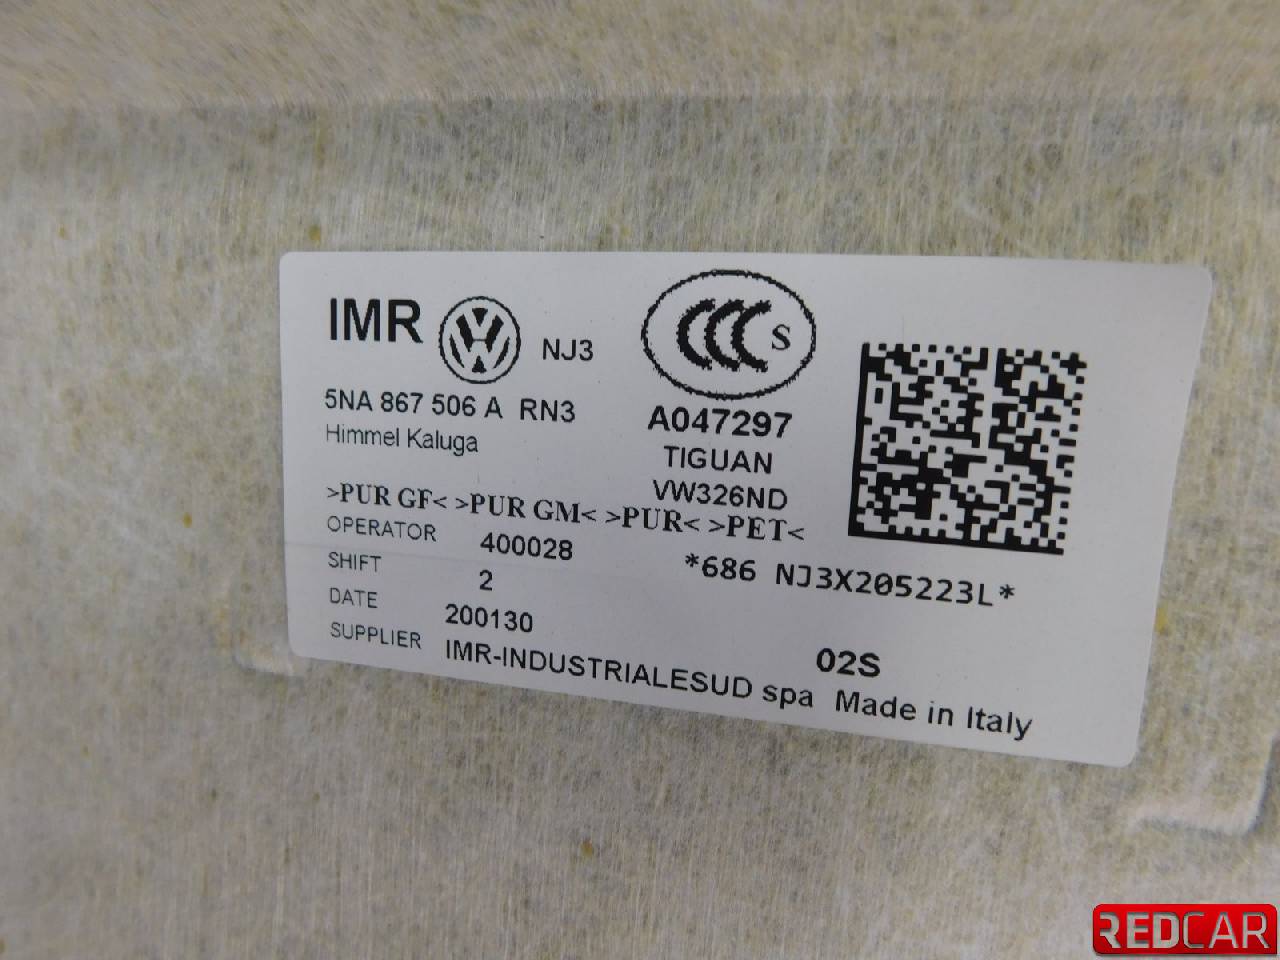 IMR NJ3
5NA 867 506 A RN3
Himmel Kaluga
CCC S
A047297
TIGUAN
VW326ND
>PUR GF< >PUR GM< >PUR< >PET<
OPERATOR 400028
*686 NJ3X205223L*
SHIFT 2
DATE 200130
02S
SUPPLIER IMR-INDUSTRIALESUD spa Made in Italy
REDCAR